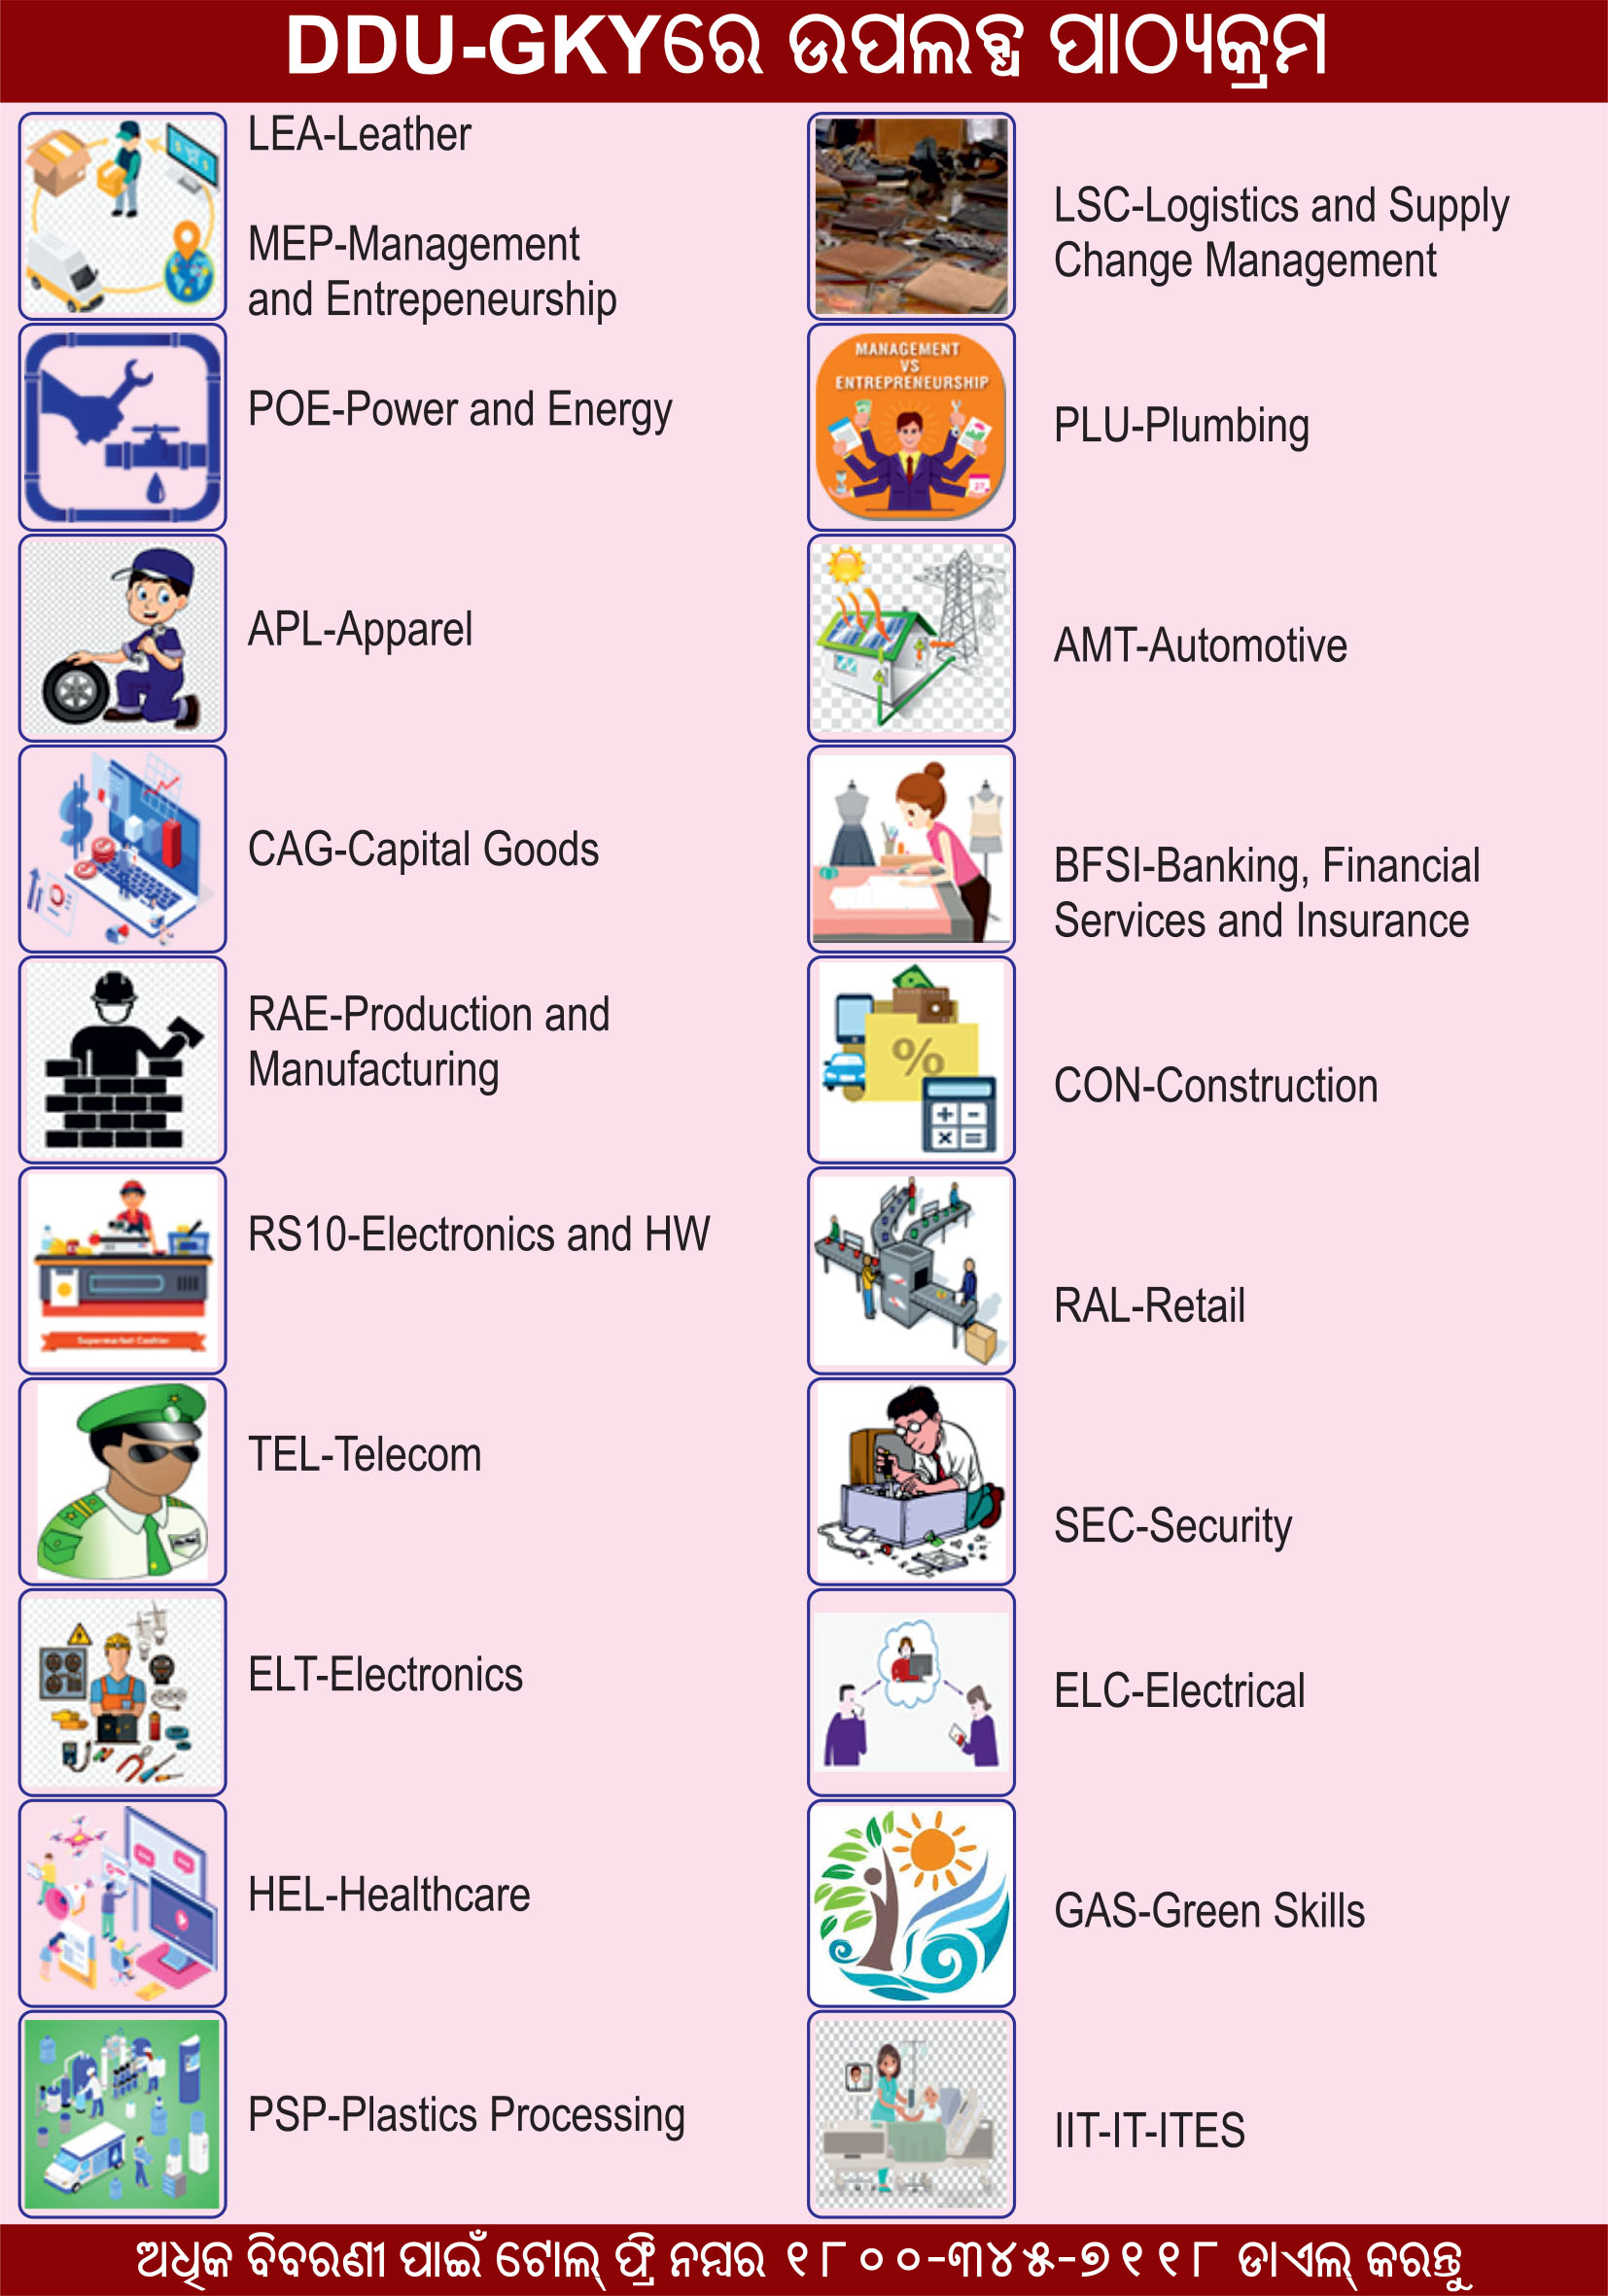 DDU-GKYରେ ଉପଲବ୍ଧ ପାଠ୍ୟକ୍ରମ
LEA-Leather
MEP-Management
and Entrepeneurship
POE-Power and Energy
APL-Apparel
CAG-Capital Goods
RAE-Production and
Manufacturing
RS10-Electronics and HW
Supermarket Cashier
TEL-Telecom
ELT-Electronics
HEL-Healthcare
PSP-Plastics Processing
LSC-Logistics and Supply
Change Management
MANAGEMENT
VS
ENTREPRENEURSHIP
PLU-Plumbing
AMT-Automotive
BFSI-Banking, Financial
Services and Insurance
%
CON-Construction
RAL-Retail
SEC-Security
ELC-Electrical
GAS-Green Skills
IIT-IT-ITES
ଅଧିକ ବିବରଣୀ ପାଇଁ ଟୋଲ୍ ଫ୍ରି ନମ୍ବର ୧୮୦୦-୩୪୫-୭୧୧୮ ଡାଏଲ୍ କରନ୍ତୁ